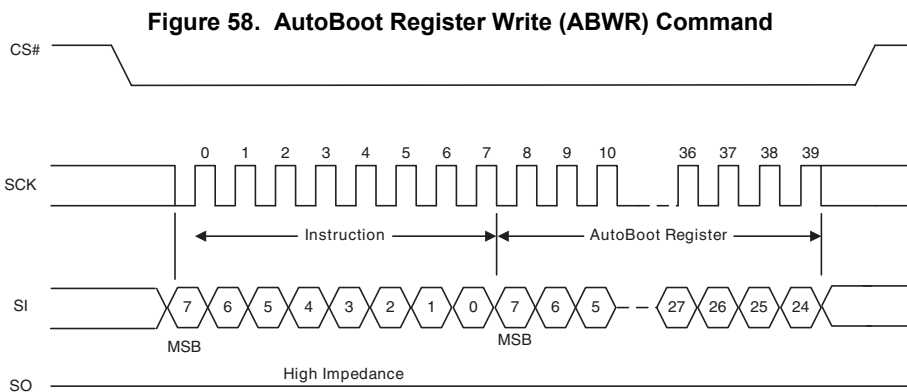 Figure 58. AutoBoot Register Write (ABWR) Command
CS#
0 1 2 3 4 5 6 7 8 9 10 36 37 38 39
SCK
Instruction AutoBoot Register
SI 7 6 5 4 3 2 1 0 7 6 5 27 26 25 24
MSB MSB
High Impedance
SO